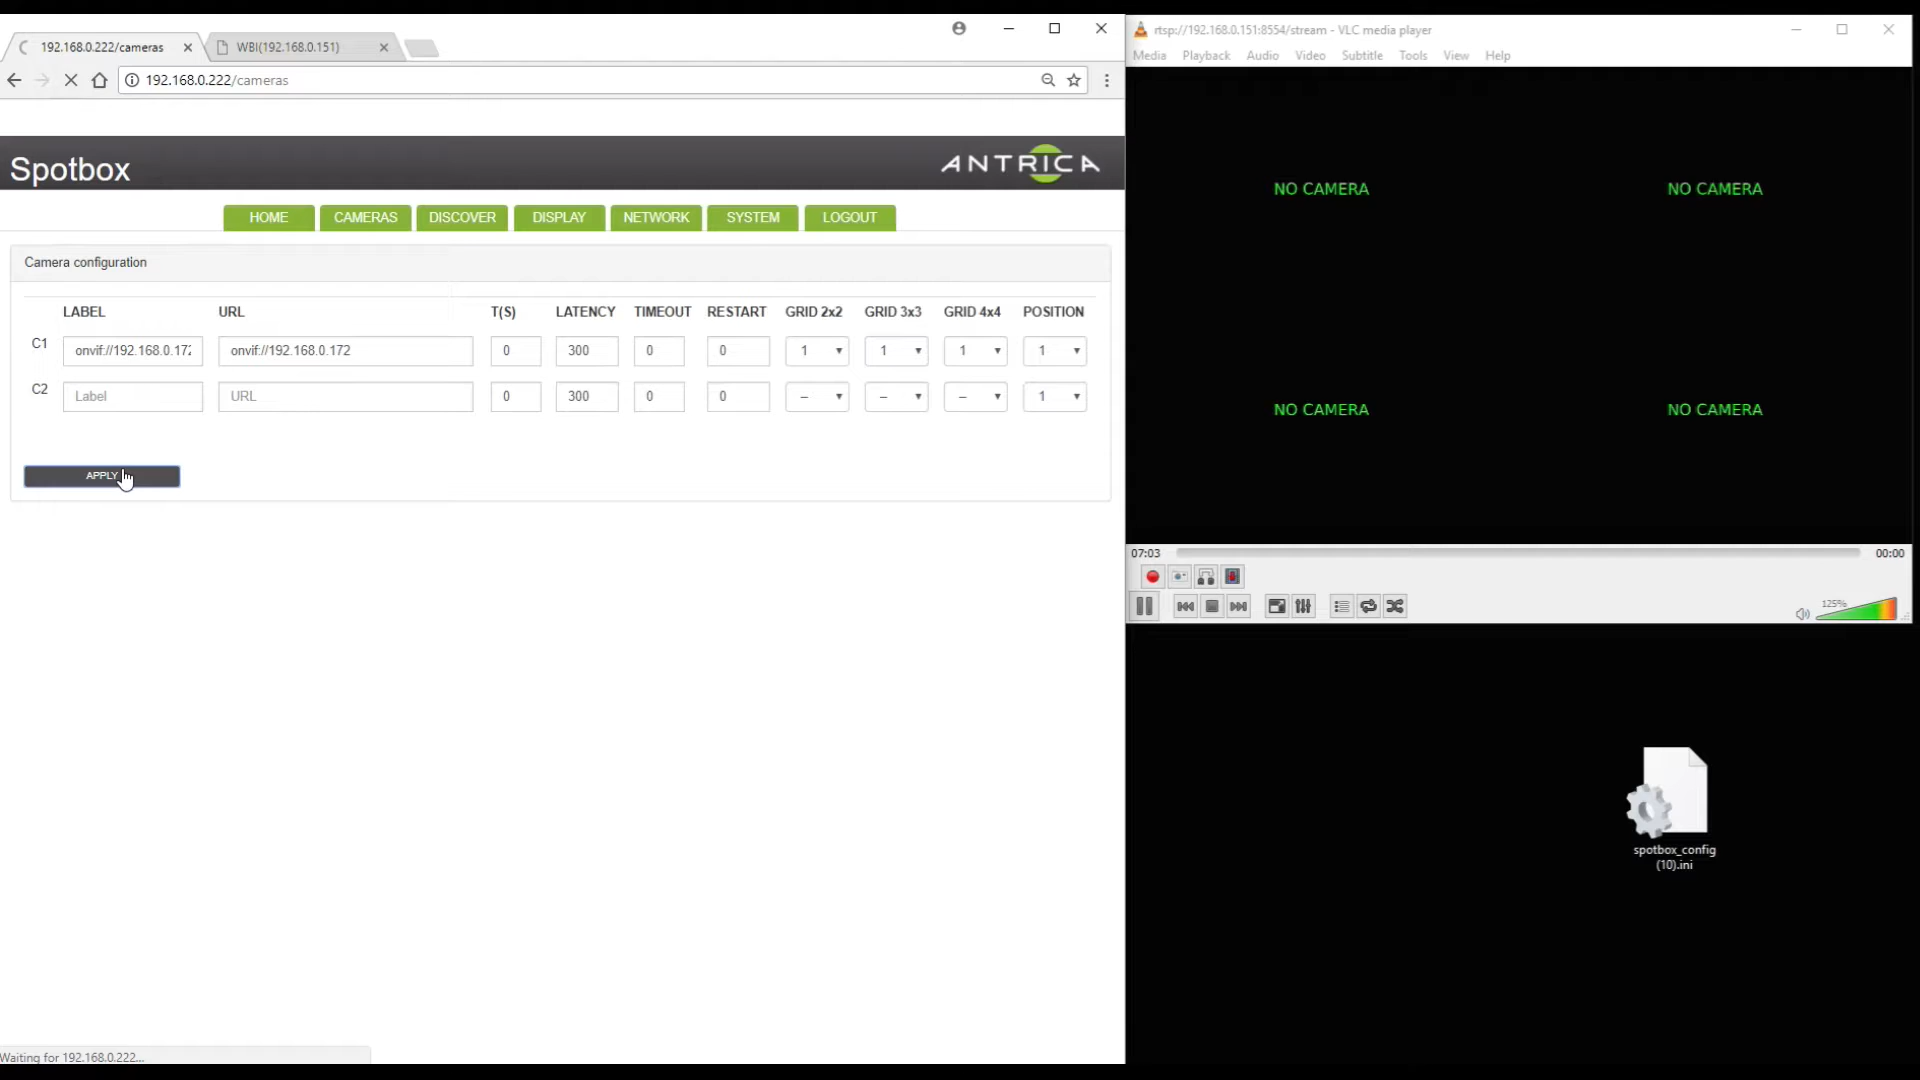 192.168.0.222/cameras
WBI(192.168.0.151)
192.168.0.222/cameras
Spotbox
ANTRICA
HOME
CAMERAS
DISCOVER
DISPLAY
NETWORK
SYSTEM
LOGOUT
Camera configuration
LABEL URL T(S) LATENCY TIMEOUT RESTART GRID 2x2 GRID 3x3 GRID 4x4 POSITION
C1 onvif://192.168.0.172 onvif://192.168.0.172 0 300 0 0 1 1 1 1
C2 Label URL 0 300 0 0 – – – 1
APPLY
Waiting for 192.168.0.222...
rtsp://192.168.0.151:8554/stream - VLC media player
Media Playback Audio Video Subtitle Tools View Help
NO CAMERA NO CAMERA
NO CAMERA NO CAMERA
07:03 00:00
125%
spotbox_config
(10).ini